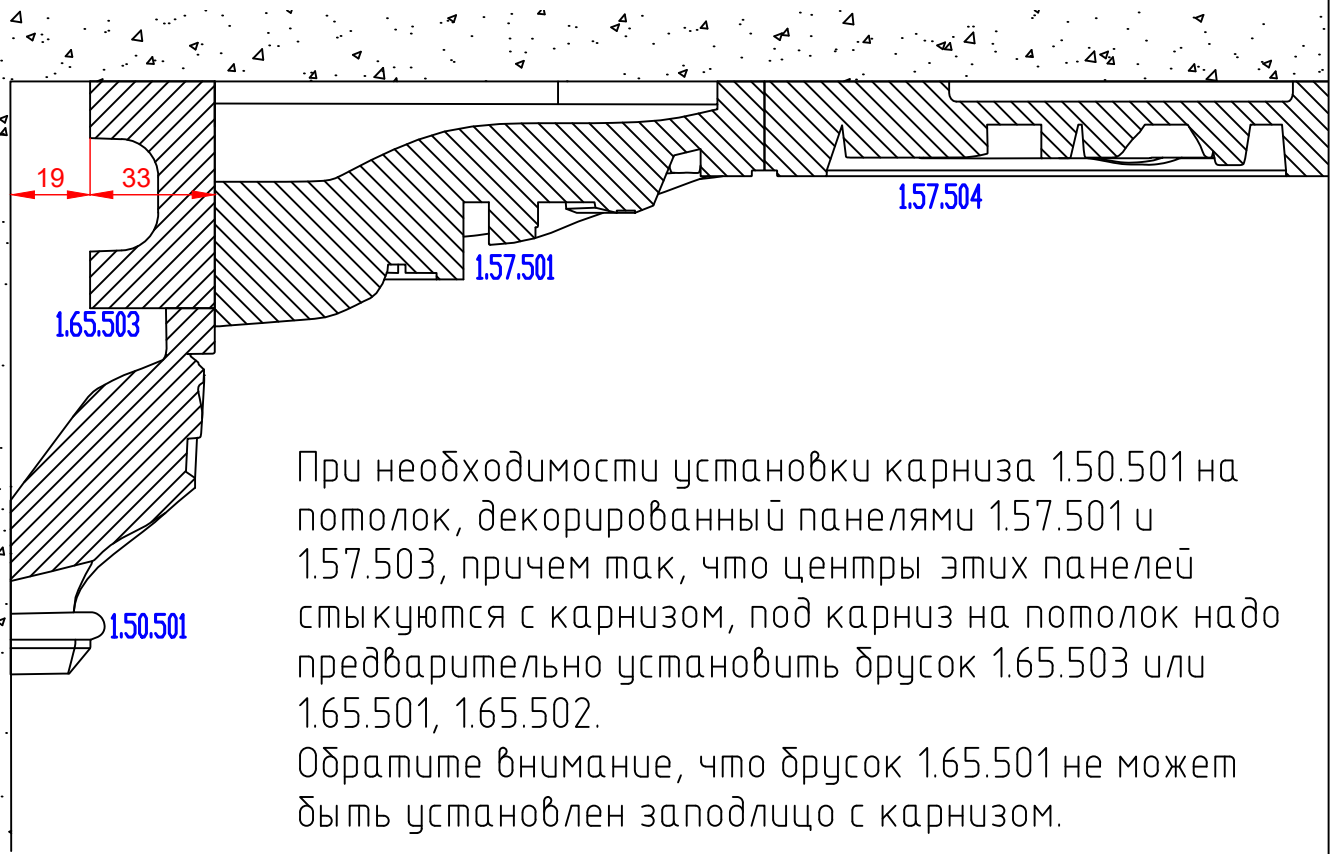 19
33
1.57.504
1.57.501
1.65.503
При необходимости установки карниза 1.50.501 на
потолок, декорированный панелями 1.57.501 и
1.57.503, причем так, что центры этих панелей
стыкуются с карнизом, под карниз на потолок надо
1.50.501
предварительно установить брусок 1.65.503 или
1.65.501, 1.65.502.
Обратите внимание, что брусок 1.65.501 не может
быть установлен заподлицо с карнизом.